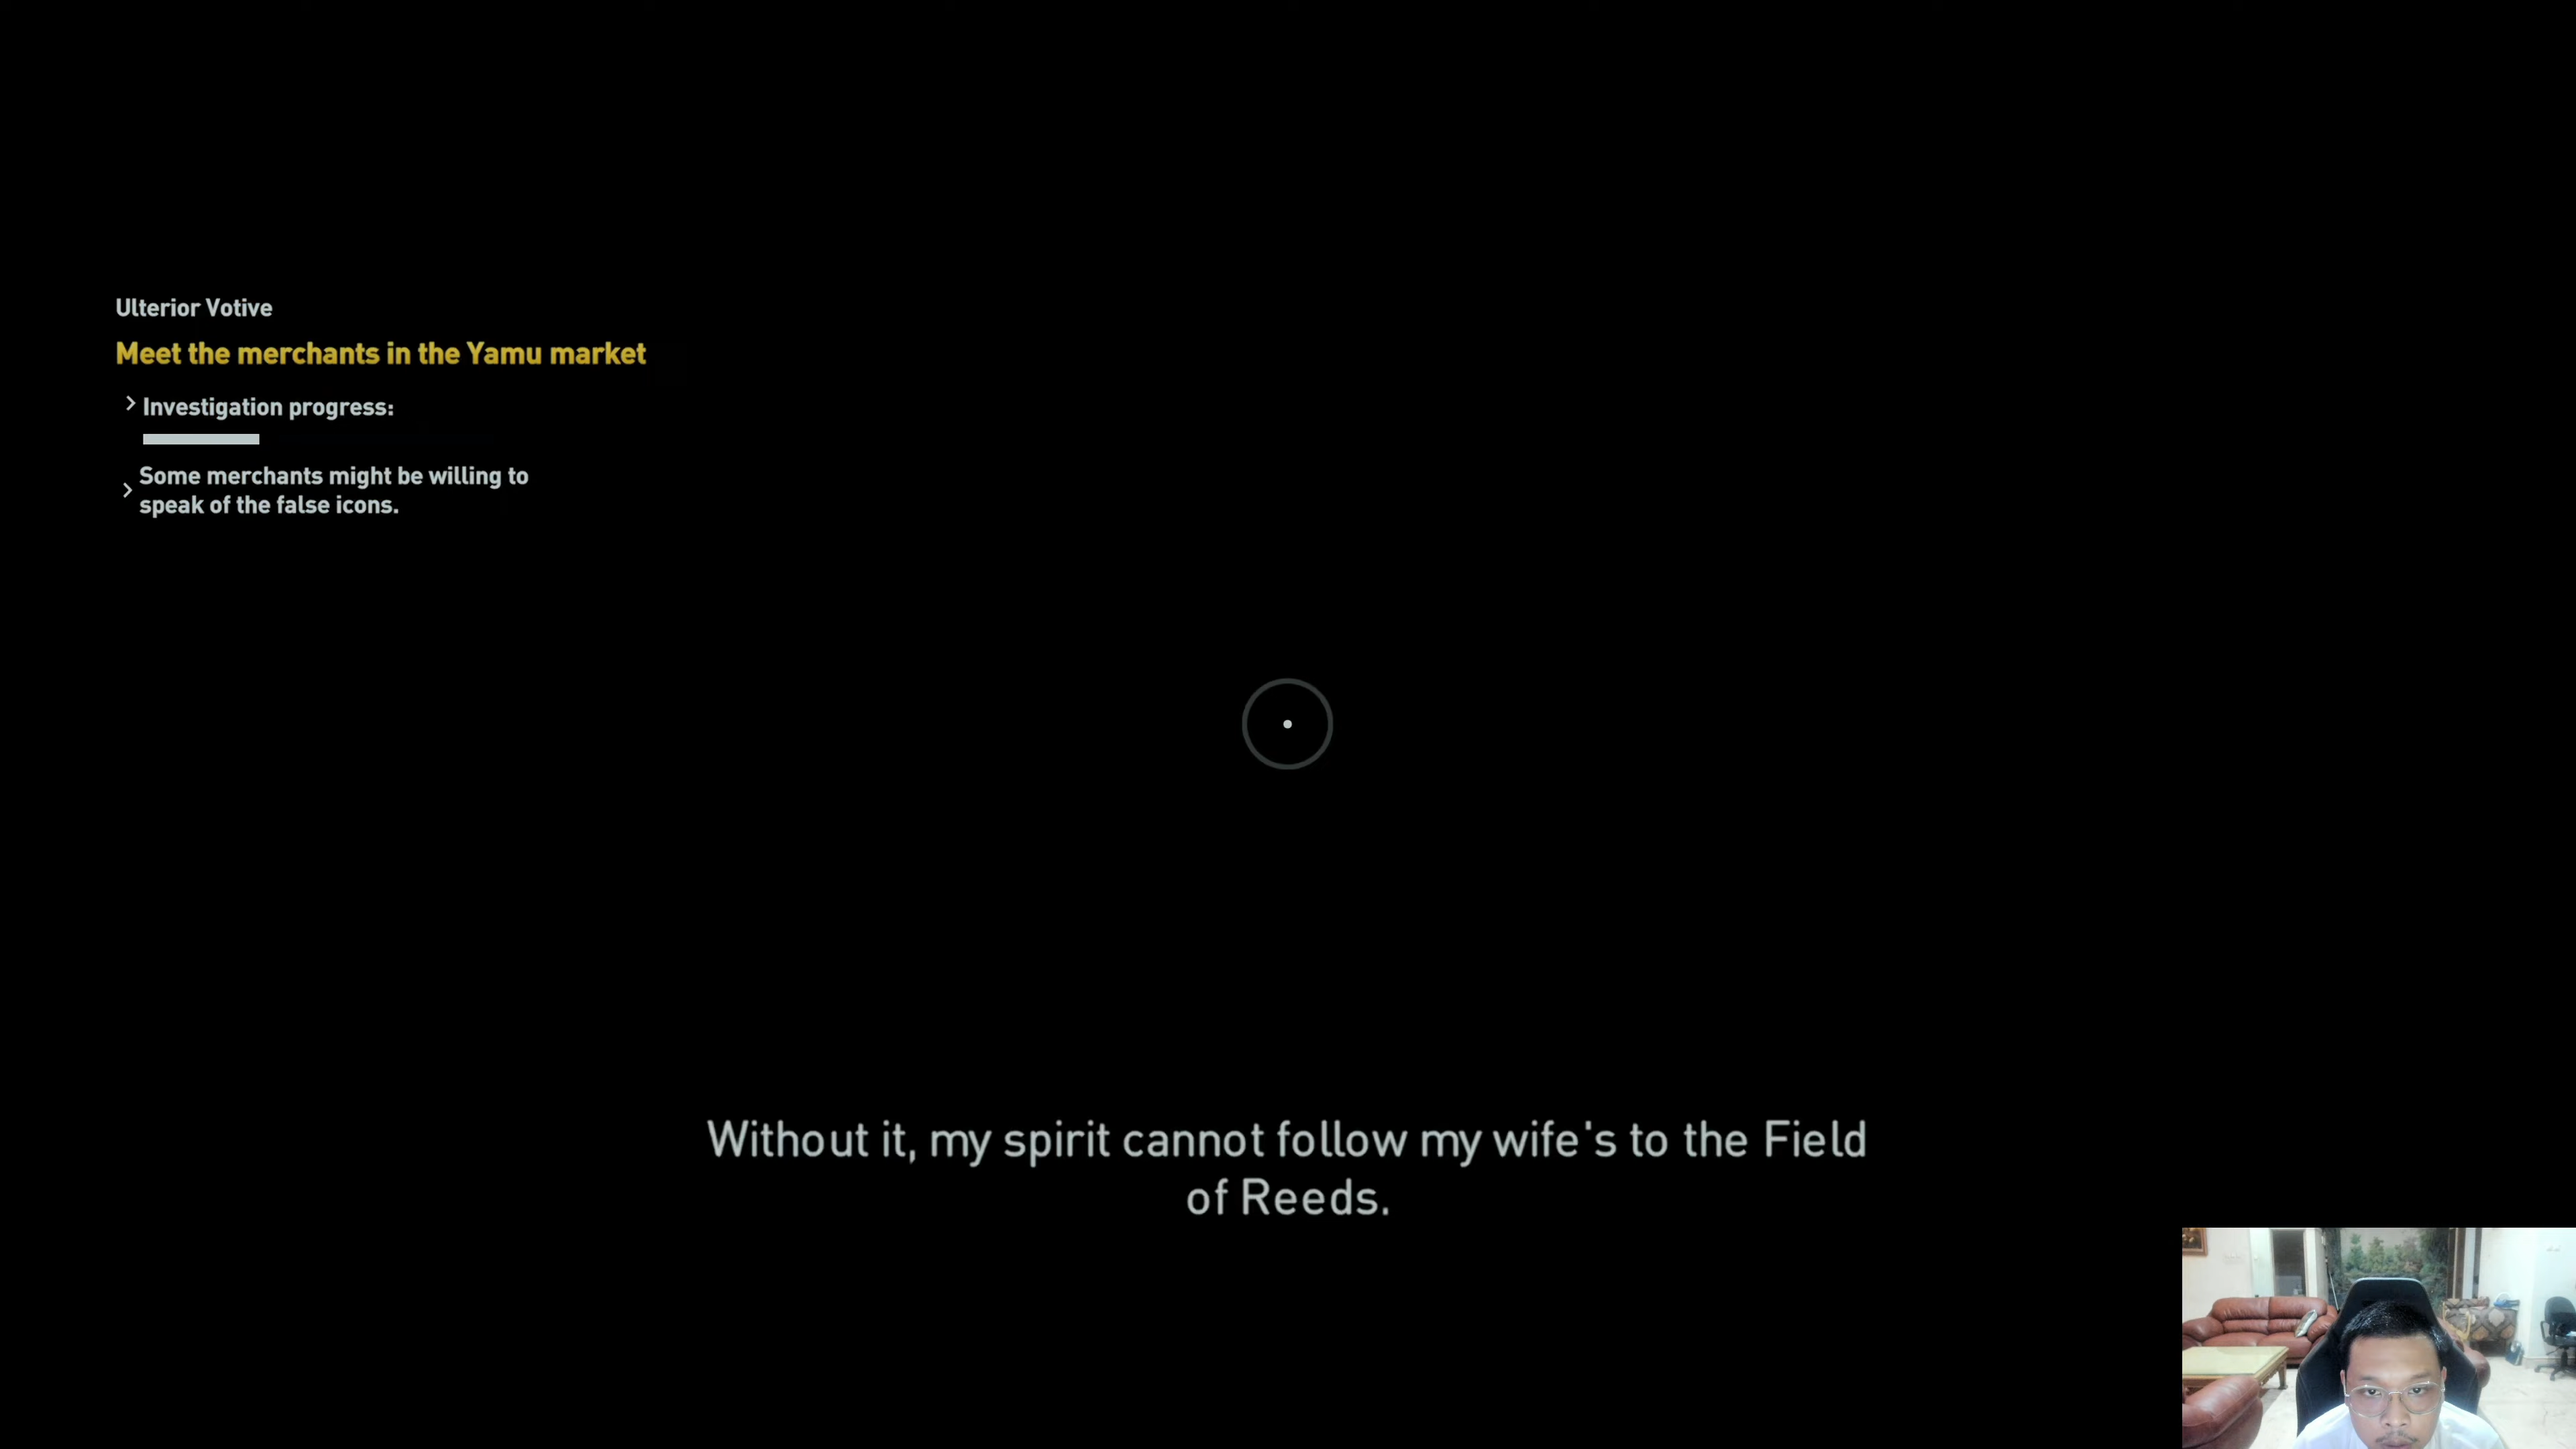 Ulterior Votive
Meet the merchants in the Yamu market
Investigation progress:
Some merchants might be willing to
speak of the false icons.
Without it, my spirit cannot follow my wife's to the Field
of Reeds.